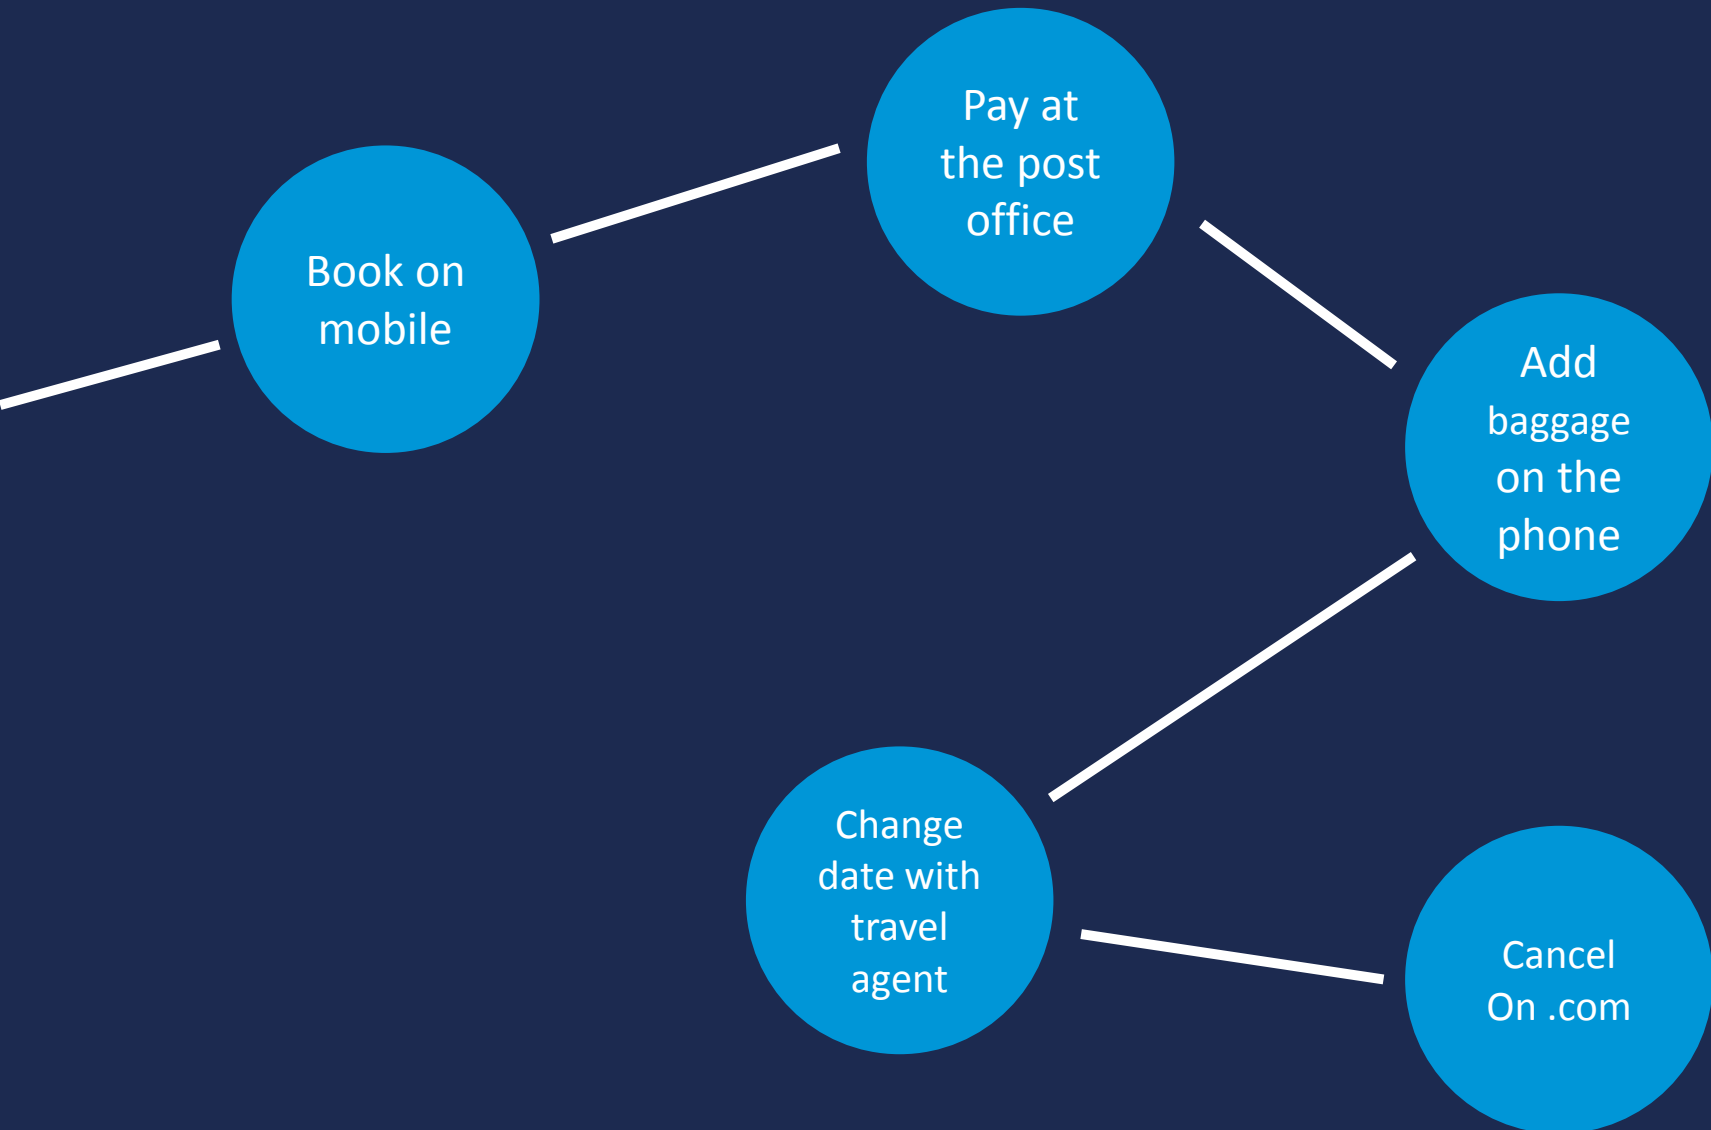 Book on
mobile
Pay at
the post
office
Add
baggage
on the
phone
Change
date with
travel
agent
Cancel
On .com